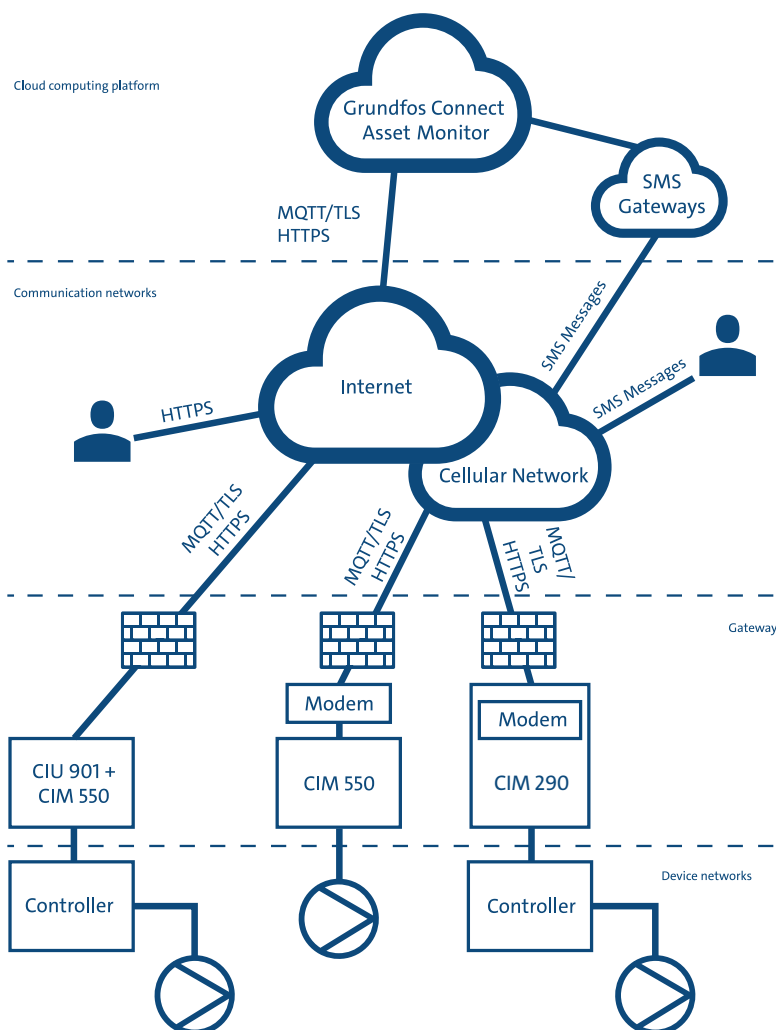 Cloud computing platform
Grundfos Connect
Asset Monitor
SMS
Gateways
MQTT/TLS
HTTPS
Communication networks
SMS Messages
Internet
SMS Messages
HTTPS
Cellular Network
MQTT/TLS
HTTPS
MQTT/TLS
HTTPS
MQTT/
TLS
HTTPS
Gateway
Modem
Modem
CIU 901 +
CIM 550
CIM 550
CIM 290
Device networks
Controller
Controller